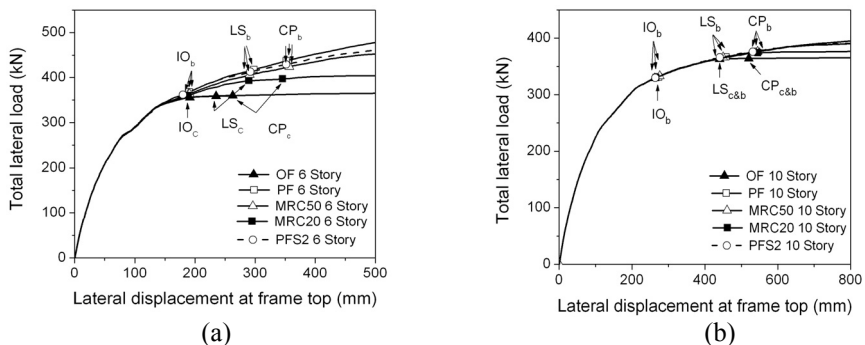 Total lateral load (kN)
500
400
300
200
100
0
LS_b
CP_b
IO_b
IO_C
LS_C
CP_c
OF 6 Story
PF 6 Story
MRC50 6 Story
MRC20 6 Story
PFS2 6 Story
0 100 200 300 400 500
Lateral displacement at frame top (mm)
(a)
Total lateral load (kN)
400
300
200
100
0
LS_b
CP_b
IO_b
IO_b
LS_c&b
CP_c&b
OF 10 Story
PF 10 Story
MRC50 10 Story
MRC20 10 Story
PFS2 10 Story
0 200 400 600 800
Lateral displacement at frame top (mm)
(b)